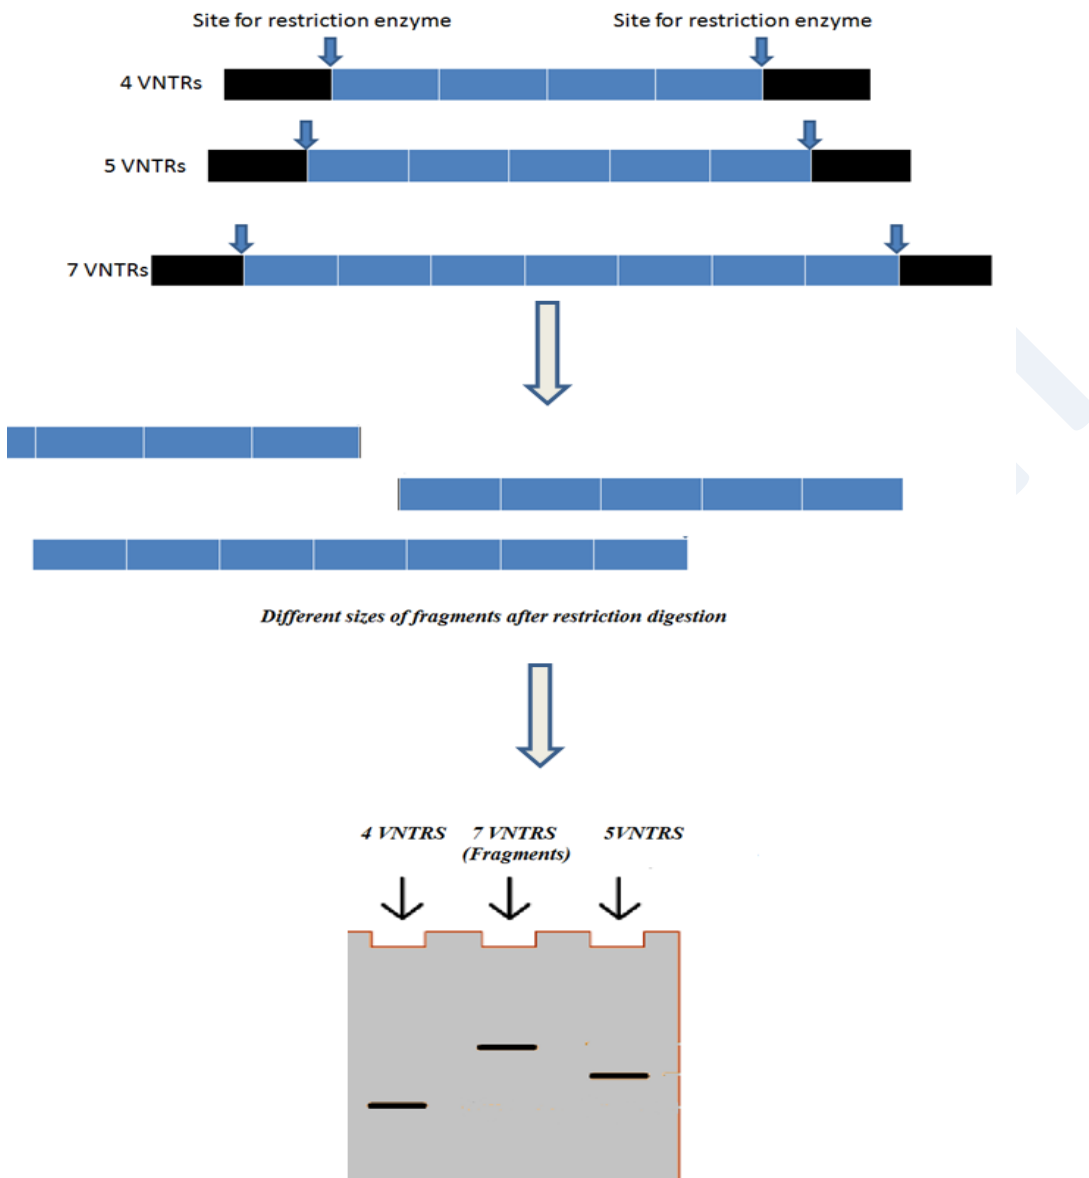 Site for restriction enzyme
Site for restriction enzyme
4 VNTRs
5 VNTRs
7 VNTRs
Different sizes of fragments after restriction digestion
4 VNTRS
7 VNTRS
(Fragments)
5VNTRS